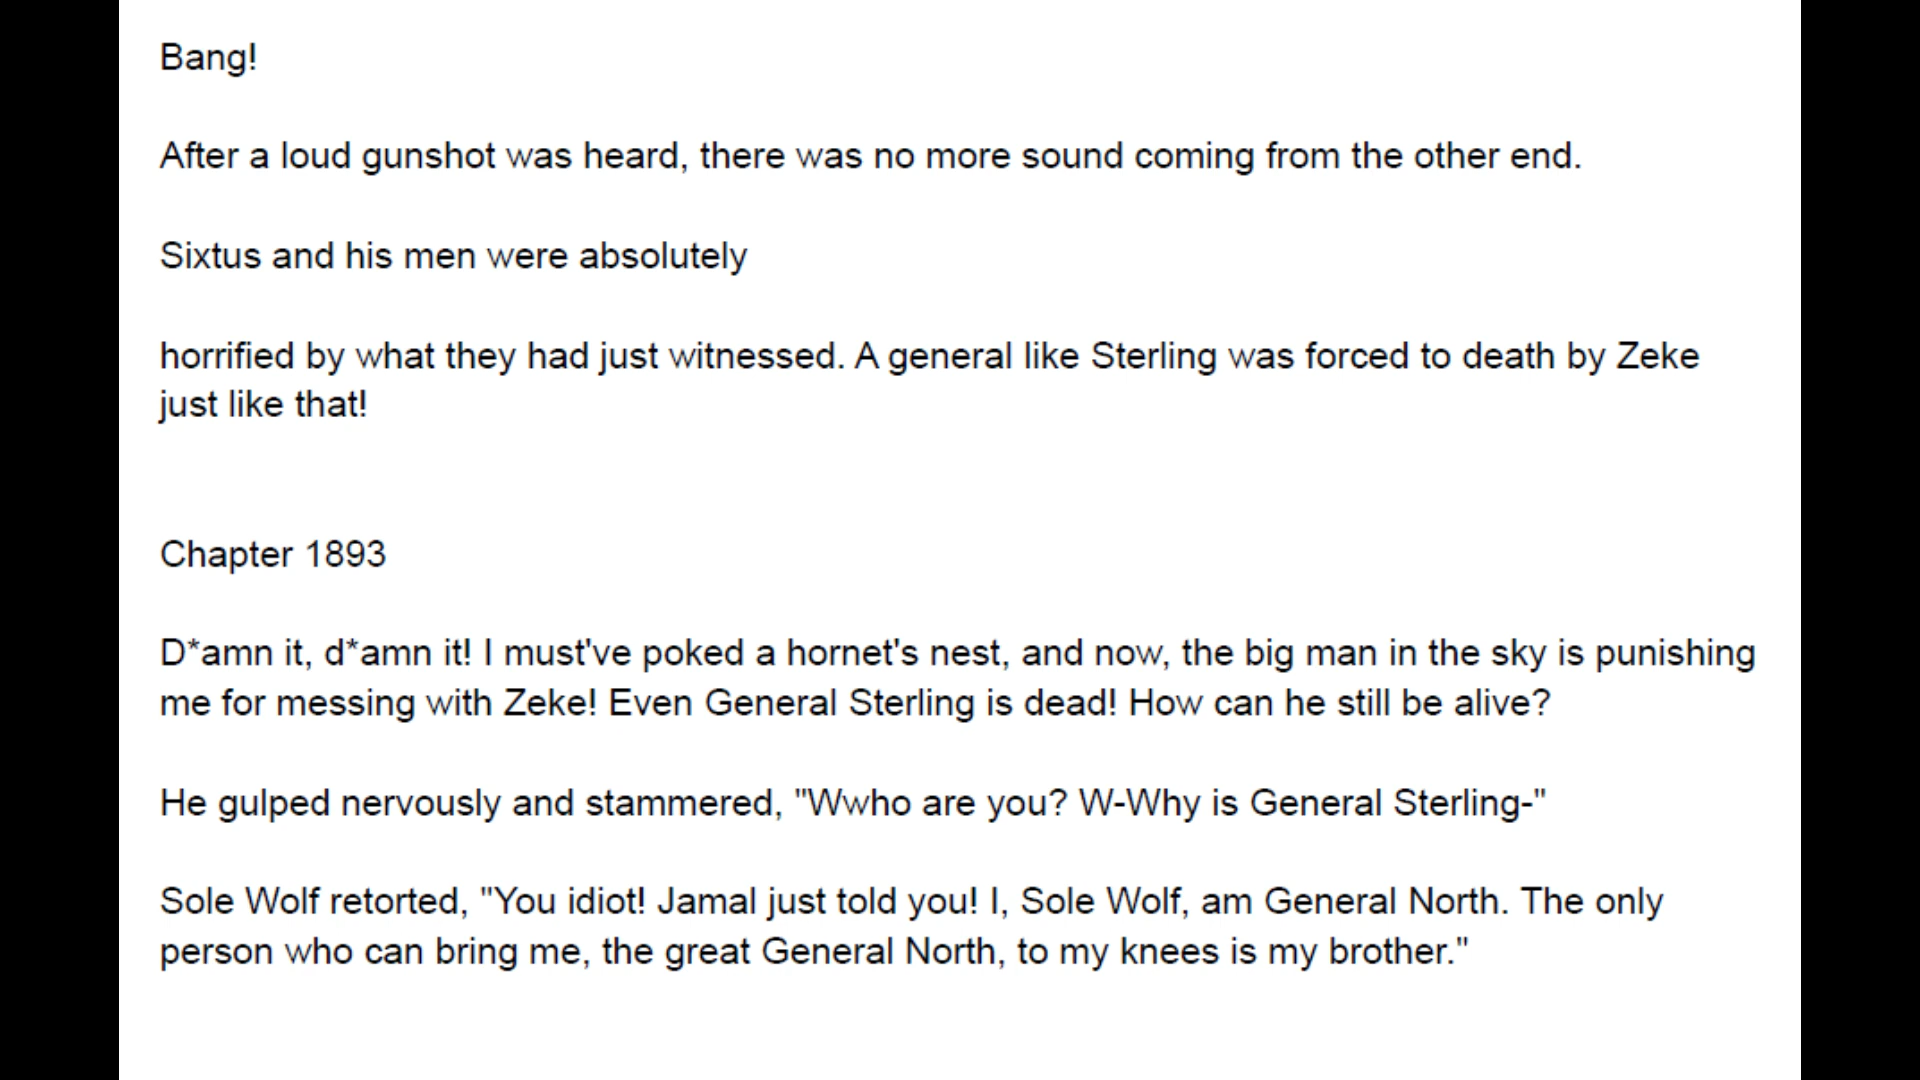 Bang!
After a loud gunshot was heard, there was no more sound coming from the other end.
Sixtus and his men were absolutely
horrified by what they had just witnessed. A general like Sterling was forced to death by Zeke
just like that!
Chapter 1893
D*amn it, d*amn it! I must've poked a hornet's nest, and now, the big man in the sky is punishing
me for messing with Zeke! Even General Sterling is dead! How can he still be alive?
He gulped nervously and stammered, "Wwho are you? W-Why is General Sterling-"
Sole Wolf retorted, "You idiot! Jamal just told you! I, Sole Wolf, am General North. The only
person who can bring me, the great General North, to my knees is my brother."